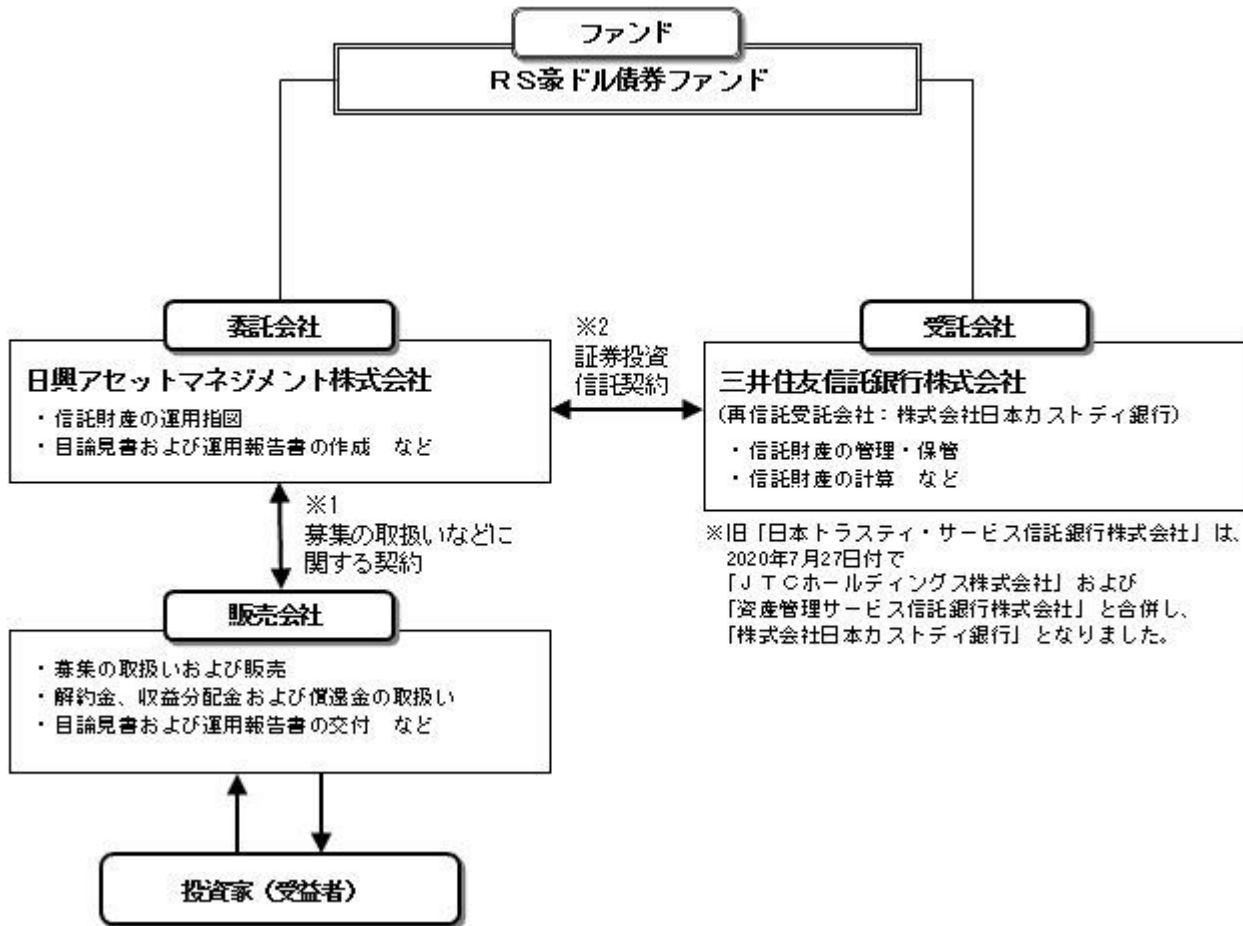 ファンド
RS豪ドル債券ファンド
委託会社
日興アセットマネジメント株式会社
・信託財産の運用指図
・目論見書および運用報告書の作成　など
※2
証券投資
信託契約
受託会社
三井住友信託銀行株式会社
(再信託受託会社：株式会社日本カストディ銀行)
・信託財産の管理・保管
・信託財産の計算　など
※旧「日本トラスティ・サービス信託銀行株式会社」は、
2020年7月27日付で
「JTCホールディングス株式会社」および
「資産管理サービス信託銀行株式会社」と合併し、
「株式会社日本カストディ銀行」となりました。
※1
募集の取扱いなどに
関する契約
販売会社
・募集の取扱いおよび販売
・解約金、収益分配金および償還金の取扱い
・目論見書および運用報告書の交付　など
投資家（受益者）